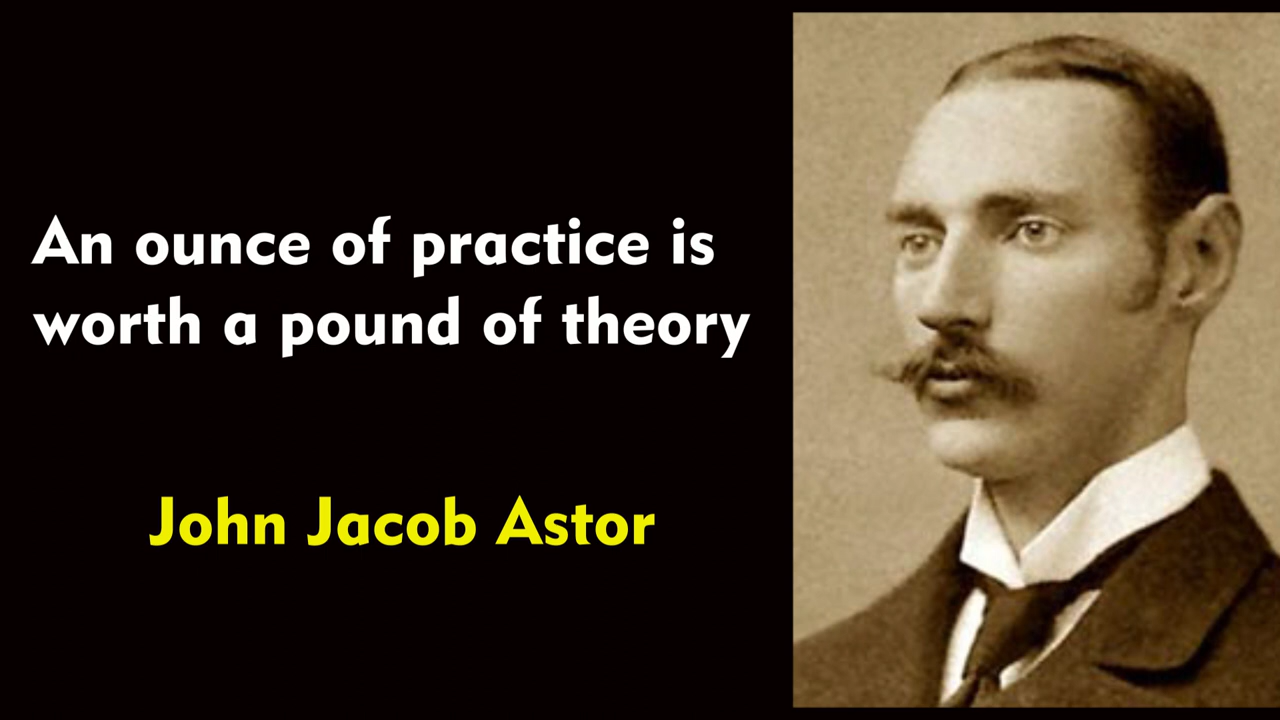 An ounce of practice is
worth a pound of theory
John Jacob Astor